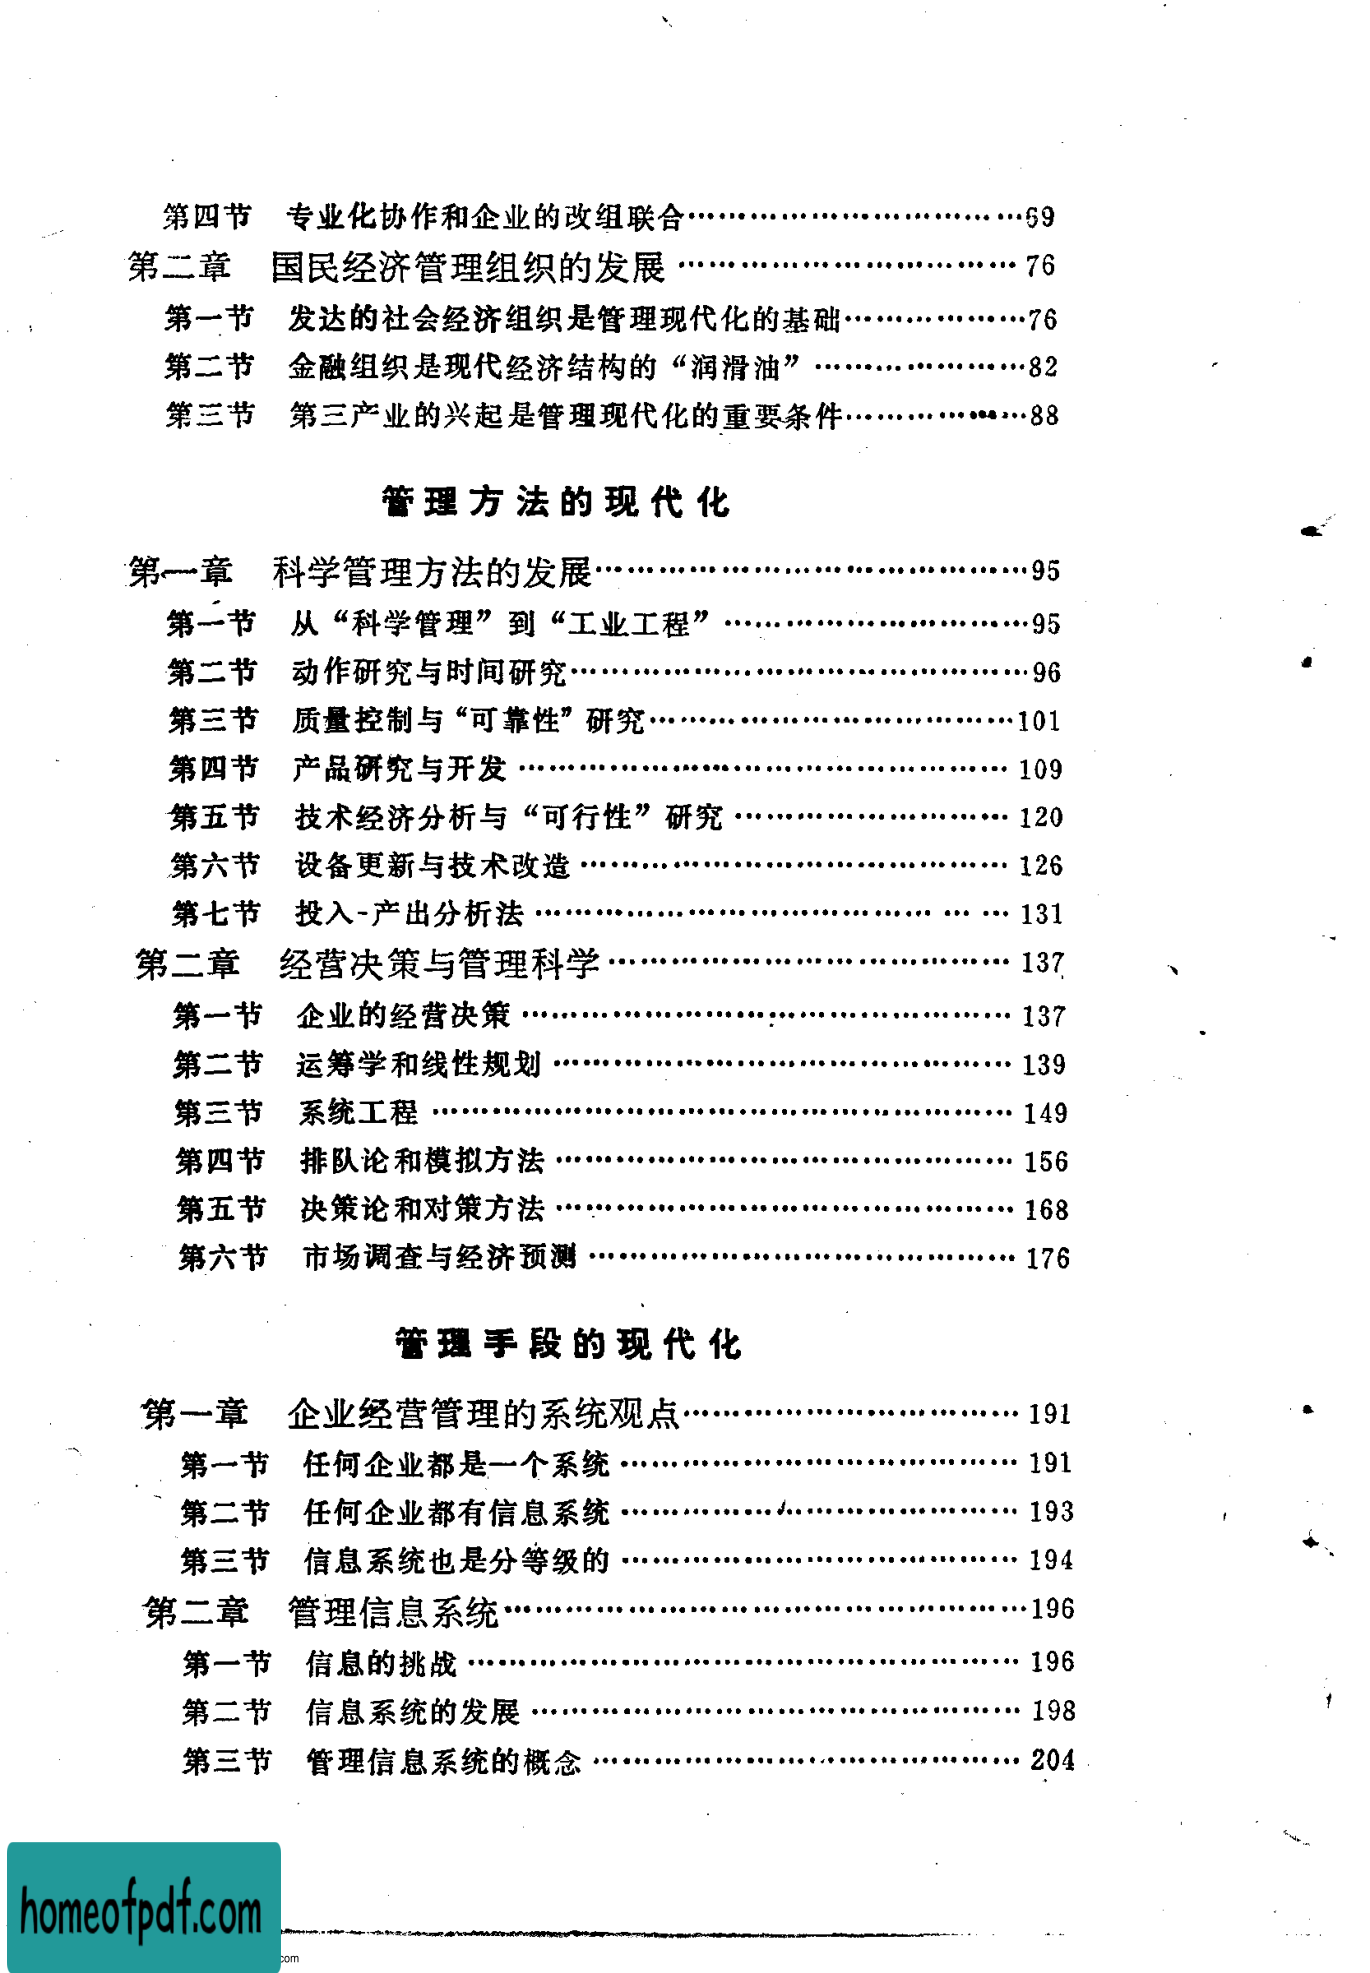 第四节 专业化协作和企业的改组联合……………………………69
第二章 国民经济管理组织的发展……………………………76
第一节 发达的社会经济组织是管理现代化的基础………………76
第二节 金融组织是现代经济结构的“润滑油”…………………82
第三节 第三产业的兴起是管理现代化的重要条件………………88
管理方法的现代化
第一章 科学管理方法的发展……………………………………95
第一节 从“科学管理”到“工业工程”…………………………95
第二节 动作研究与时间研究………………………………………96
第三节 质量控制与“可靠性”研究………………………………101
第四节 产品研究与开发…………………………………………109
第五节 技术经济分析与“可行性”研究………………………120
第六节 设备更新与技术改造……………………………………126
第七节 投入-产出分析法………………………………………131
第二章 经营决策与管理科学…………………………………137
第一节 企业的经营决策…………………………………………137
第二节 运筹学和线性规划………………………………………139
第三节 系统工程…………………………………………………149
第四节 排队论和模拟方法………………………………………156
第五节 决策论和对策方法………………………………………168
第六节 市场调查与经济预测……………………………………176
管理手段的现代化
第一章 企业经营管理的系统观点……………………………191
第一节 任何企业都是一个系统…………………………………191
第二节 任何企业都有信息系统…………………………………193
第三节 信息系统也是分等级的…………………………………194
第二章 管理信息系统……………………………………………196
第一节 信息的挑战………………………………………………196
第二节 信息系统的发展…………………………………………198
第三节 管理信息系统的概念……………………………………204
homeofpdf.com
com